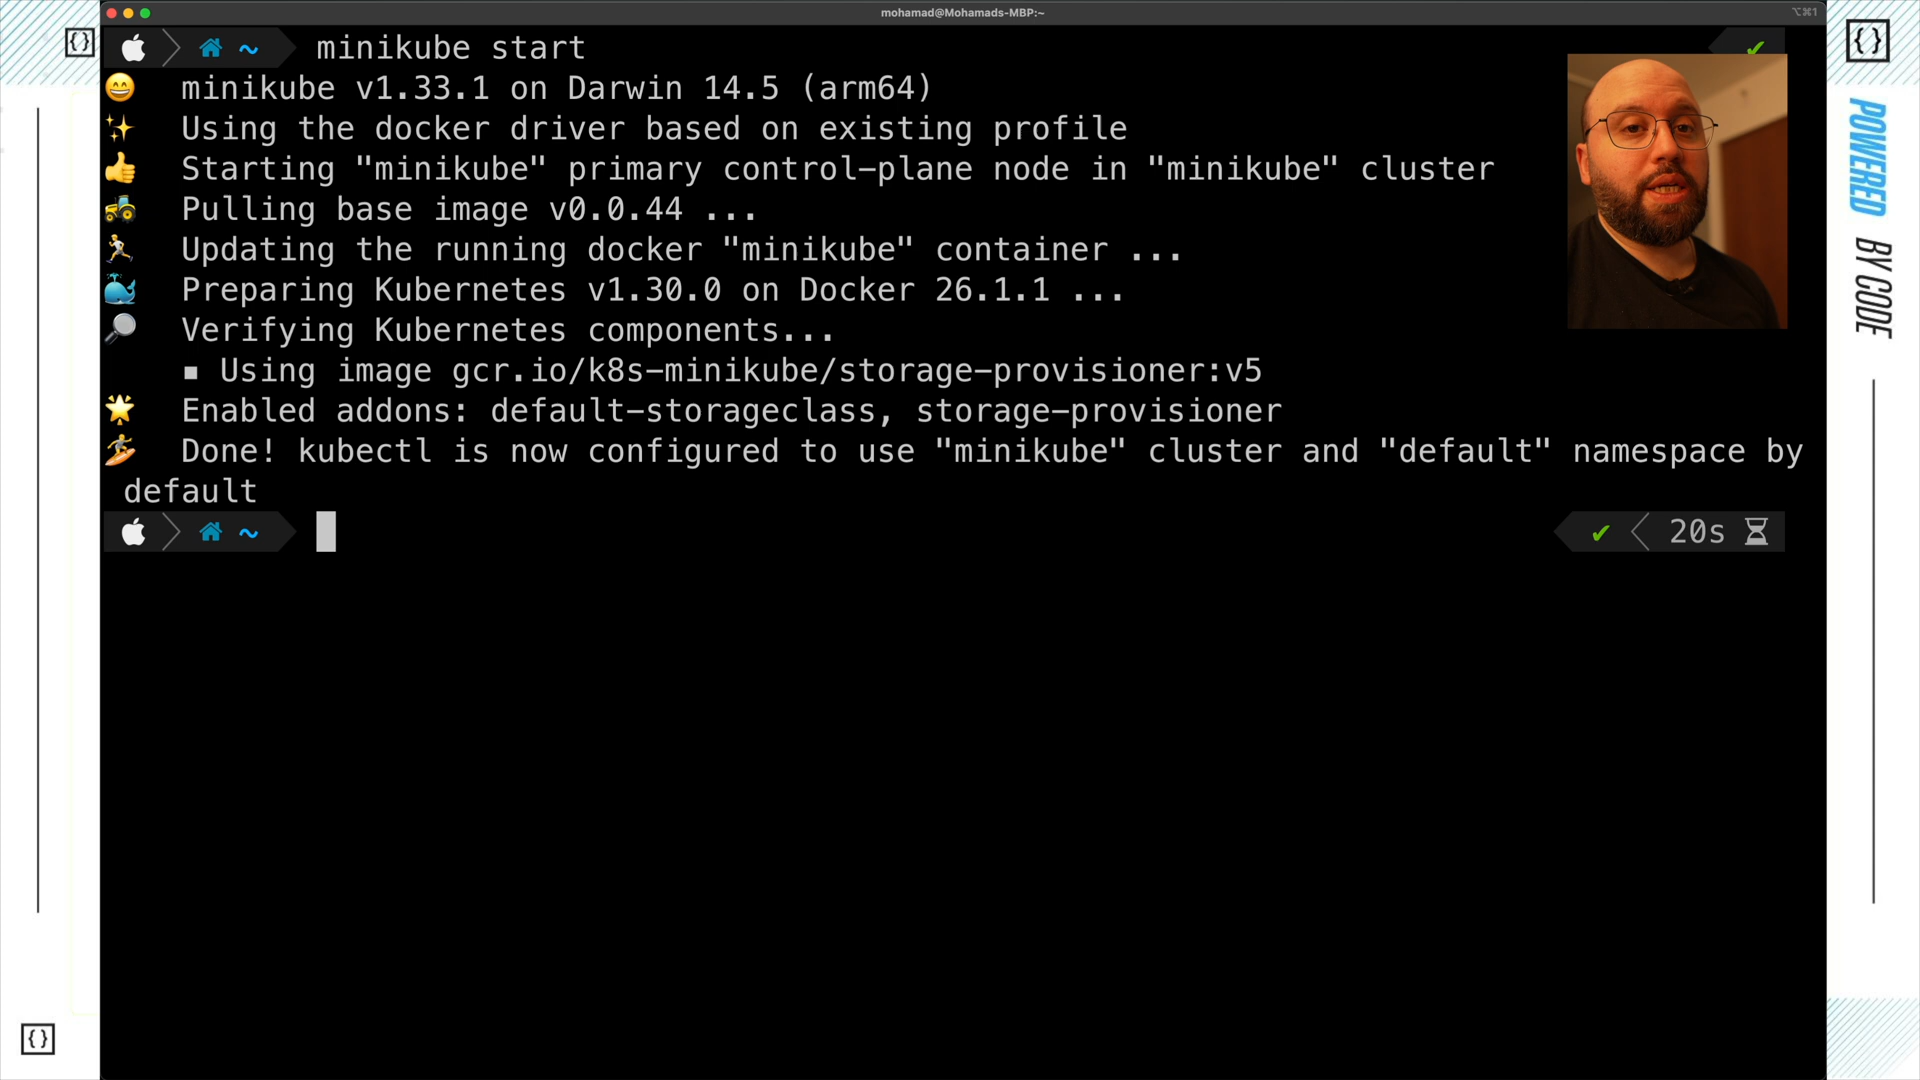 mohamad@Mohamads-MBP:~
⌥⌘1
~ minikube start ✔
minikube v1.33.1 on Darwin 14.5 (arm64)
Using the docker driver based on existing profile
Starting "minikube" primary control-plane node in "minikube" cluster
Pulling base image v0.0.44 ...
Updating the running docker "minikube" container ...
Preparing Kubernetes v1.30.0 on Docker 26.1.1 ...
Verifying Kubernetes components...
▪ Using image gcr.io/k8s-minikube/storage-provisioner:v5
Enabled addons: default-storageclass, storage-provisioner
Done! kubectl is now configured to use "minikube" cluster and "default" namespace by
default
~ ✔ 20s
{}
{}
{}
POWERED BY CODE